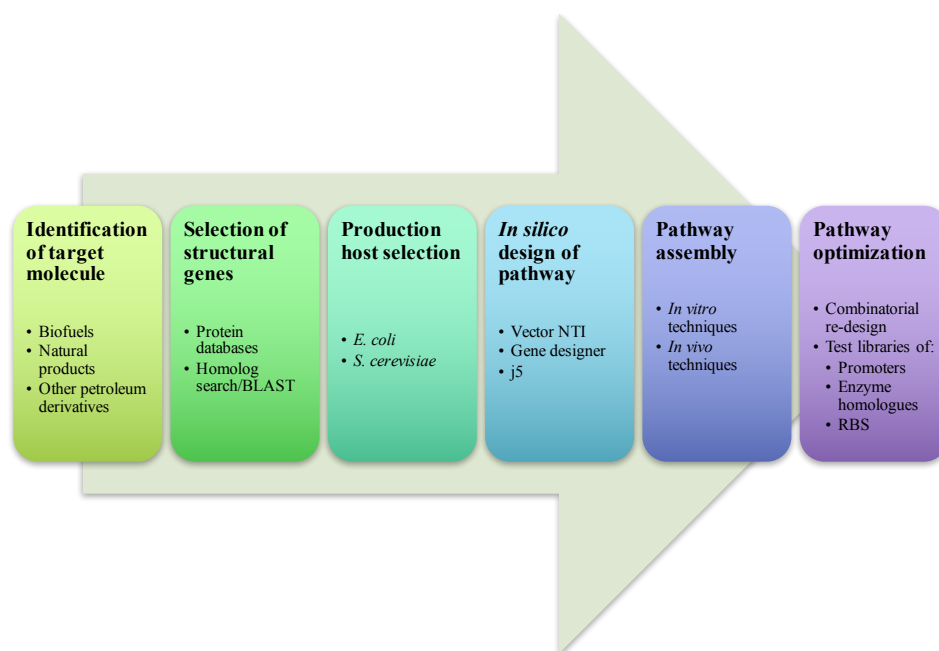 Identification
of target
molecule
• Biofuels
• Natural
products
• Other petroleum
derivatives
Selection of
structural
genes
• Protein
databases
• Homolog
search/BLAST
Production
host selection
• E. coli
• S. cerevisiae
In silico
design of
pathway
• Vector NTI
• Gene designer
• j5
Pathway
assembly
• In vitro
techniques
• In vivo
techniques
Pathway
optimization
• Combinatorial
re-design
• Test libraries of:
• Promoters
• Enzyme
homologues
• RBS